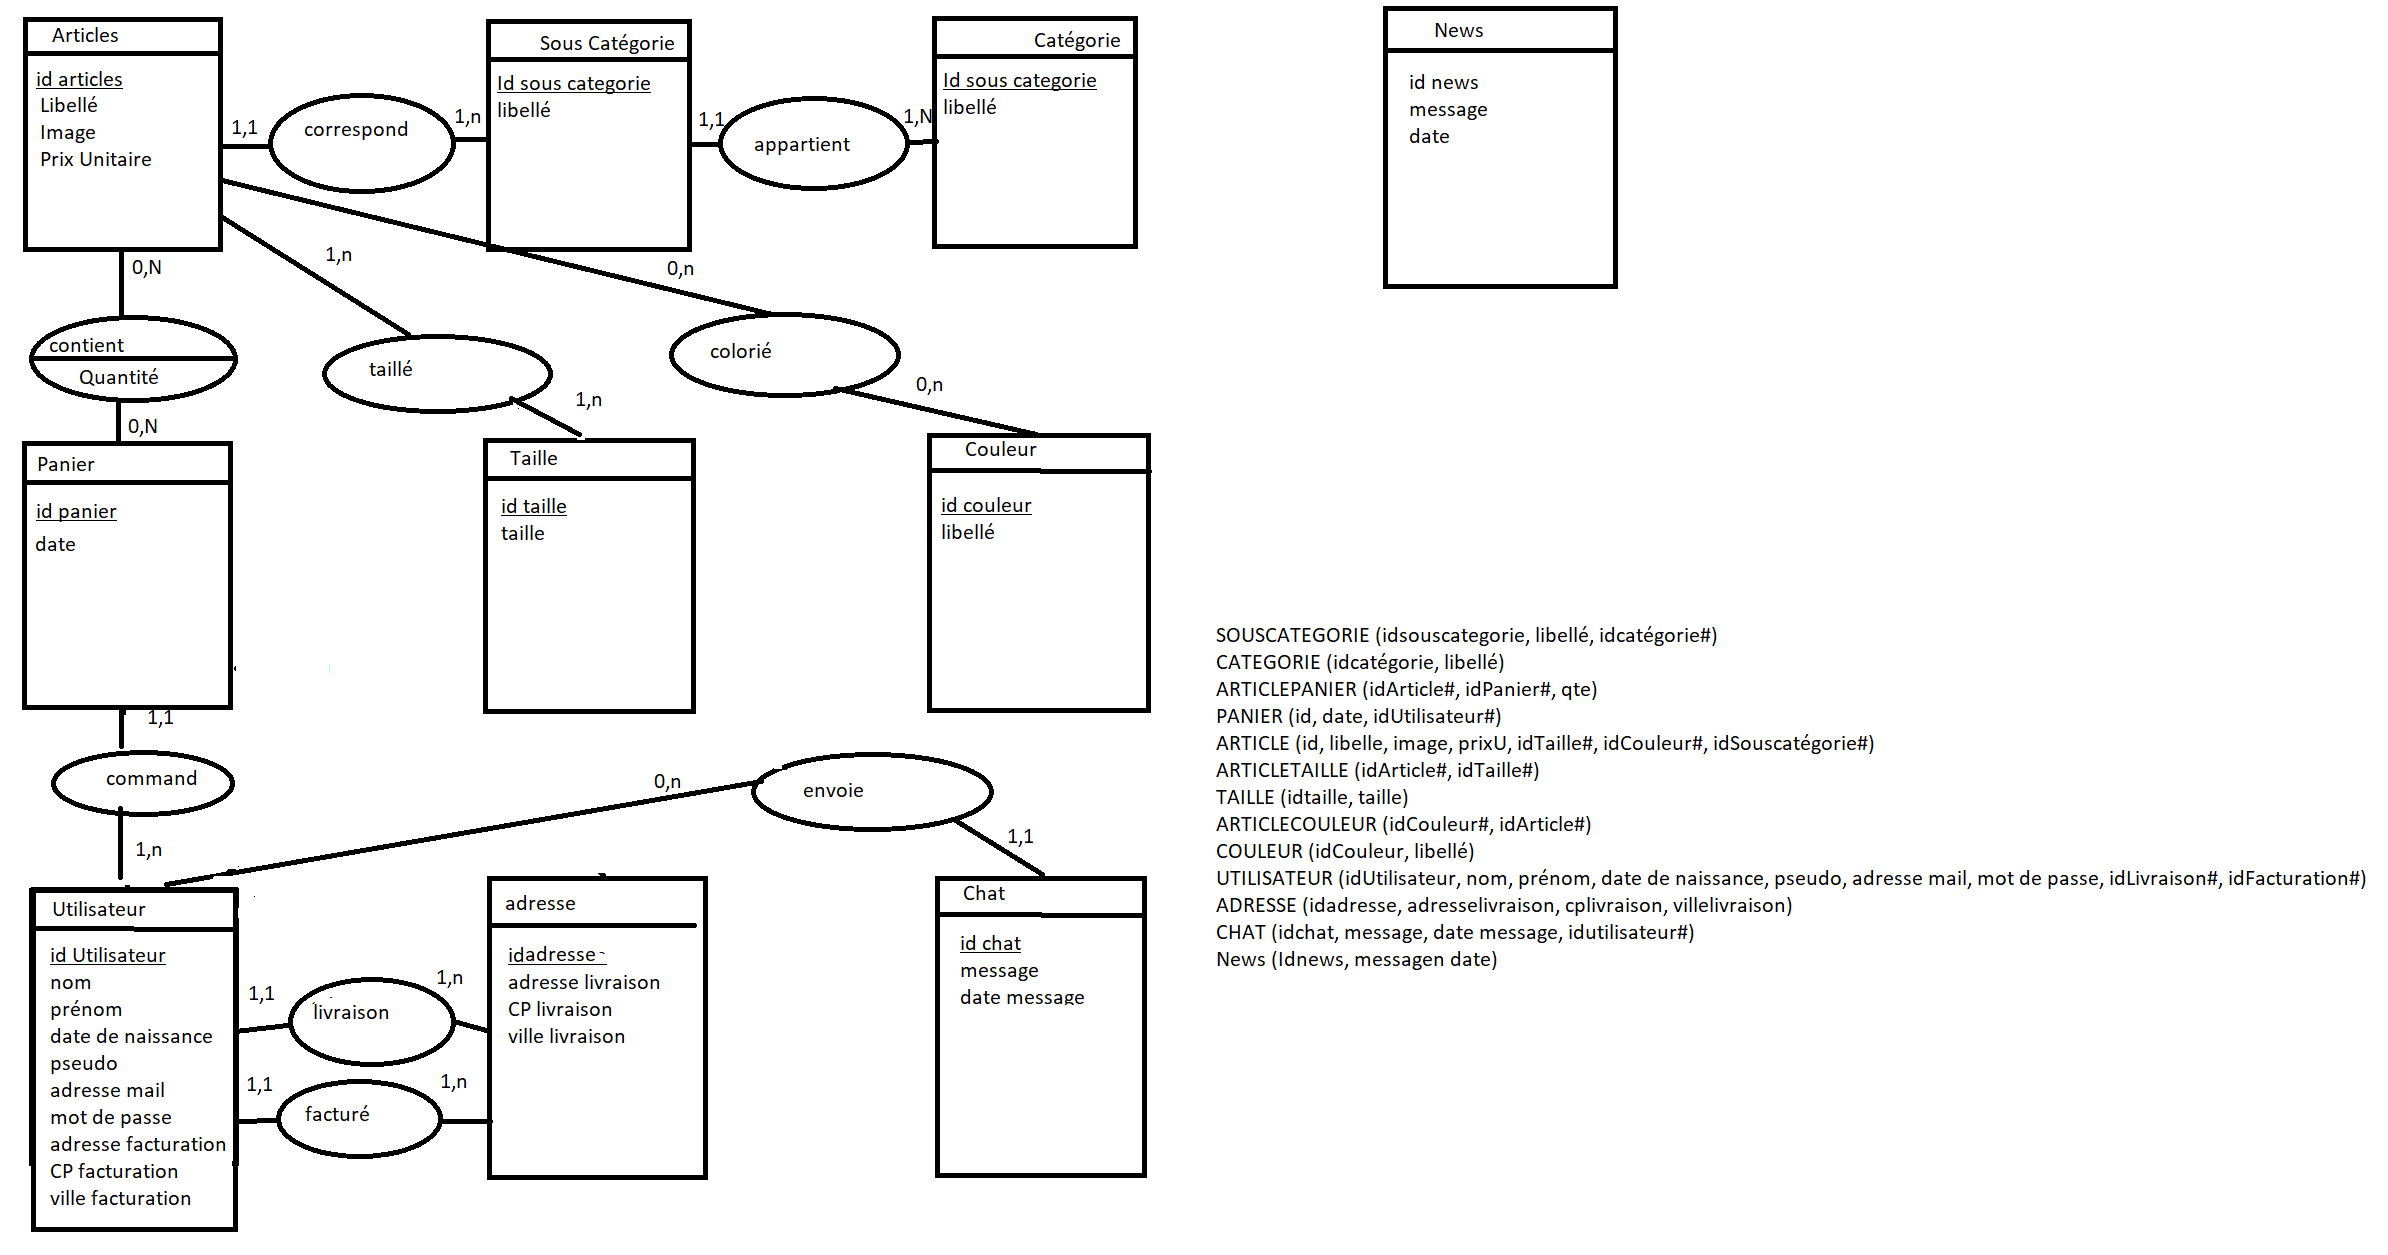 Articles
id articles
Libellé
Image
Prix Unitaire
1,1
correspond
1,n
Sous Catégorie
Id sous categorie
libellé
1,1
appartient
1,N
Catégorie
Id sous categorie
libellé
News
id news
message
date
0,N
contient
Quantité
0,N
1,n
taillé
1,n
0,n
colorié
0,n
Panier
id panier
date
Taille
id taille
taille
Couleur
id couleur
libellé
1,1
command
1,n
0,n
envoie
1,1
Utilisateur
id Utilisateur
nom
prénom
date de naissance
pseudo
adresse mail
mot de passe
adresse facturation
CP facturation
ville facturation
1,1
livraison
1,n
1,1
facturé
1,n
adresse
idadresse
adresse livraison
CP livraison
ville livraison
Chat
id chat
message
date message
SOUSCATEGORIE (idsouscategorie, libellé, idcatégorie#)
CATEGORIE (idcatégorie, libellé)
ARTICLEPANIER (idArticle#, idPanier#, qte)
PANIER (id, date, idUtilisateur#)
ARTICLE (id, libelle, image, prixU, idTaille#, idCouleur#, idSouscatégorie#)
ARTICLETAILLE (idArticle#, idTaille#)
TAILLE (idtaille, taille)
ARTICLECOULEUR (idCouleur#, idArticle#)
COULEUR (idCouleur, libellé)
UTILISATEUR (idUtilisateur, nom, prénom, date de naissance, pseudo, adresse mail, mot de passe, idLivraison#, idFacturation#)
ADRESSE (idadresse, adresselivraison, cplivraison, villelivraison)
CHAT (idchat, message, date message, idutilisateur#)
News (Idnews, messagen date)